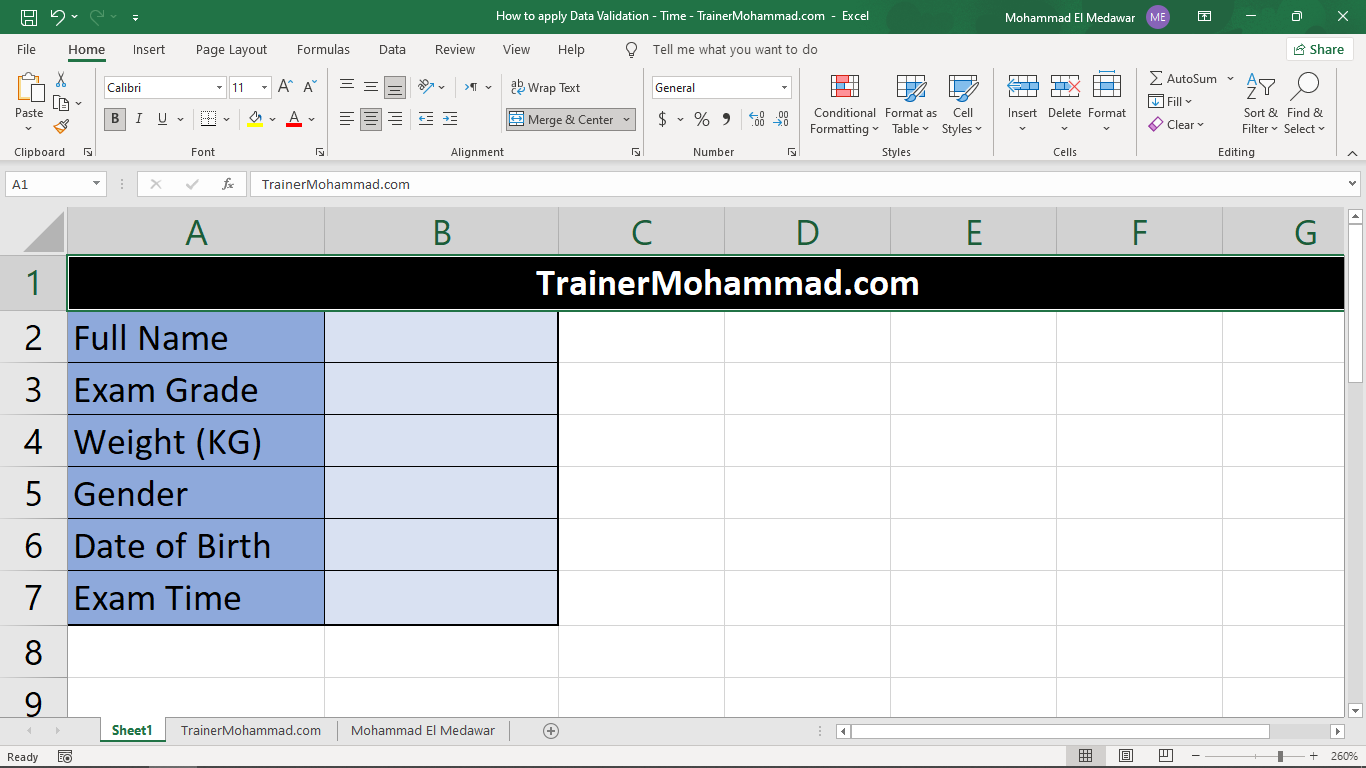 How to apply Data Validation - Time - TrainerMohammad.com - Excel
Mohammad El Medawar ME
File Home Insert Page Layout Formulas Data Review View Help Tell me what you want to do Share
Paste
Calibri 11
B I U A
Wrap Text
Merge & Center
General
$ % 9
Conditional Formatting
Format as Table
Cell Styles
Insert Delete Format
AutoSum
Fill
Clear
Sort & Filter
Find & Select
Clipboard Font Alignment Number Styles Cells Editing
A1 fx TrainerMohammad.com
A B C D E F G
1 TrainerMohammad.com
2 Full Name
3 Exam Grade
4 Weight (KG)
5 Gender
6 Date of Birth
7 Exam Time
8
9
Sheet1 TrainerMohammad.com Mohammad El Medawar
Ready 260%